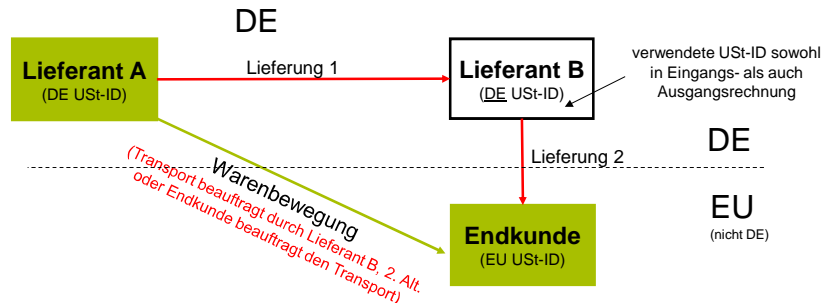 DE
Lieferant A
(DE USt-ID)
Lieferung 1
Lieferant B
(DE USt-ID)
verwendete USt-ID sowohl
in Eingangs- als auch
Ausgangsrechnung
DE
Lieferung 2
Warenbewegung
(Transport beauftragt durch Lieferant B, 2. Alt.
oder Endkunde beauftragt den Transport)
EU
(nicht DE)
Endkunde
(EU USt-ID)